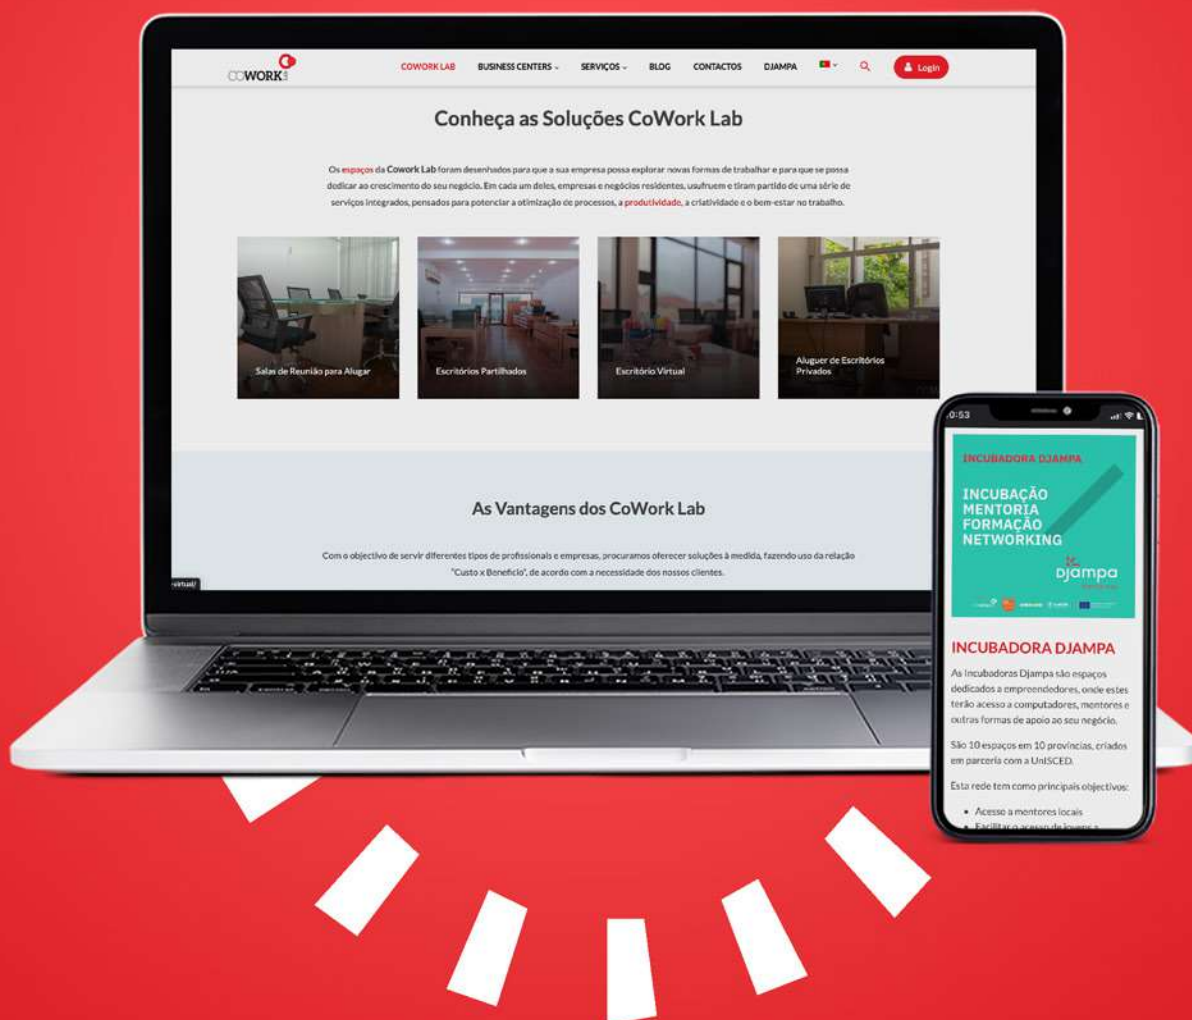 COWORK LAB
COWORK LAB BUSINESS CENTERS SERVIÇOS BLOG CONTACTOS DJAMPA Login
Conheça as Soluções CoWork Lab
Os espaços da Cowork Lab foram desenhados para que a sua empresa possa explorar novas formas de trabalhar e para que se possa
dedicar ao crescimento do seu negócio. Em cada um deles, empresas e negócios residentes, usufruem e tiram partido de uma série de
serviços integrados, pensados para potenciar a otimização de processos, a produtividade, a criatividade e o bem-estar no trabalho.
Salas de Reunião para Alugar
Escritórios Partilhados
Escritório Virtual
Aluguer de Escritórios
Privados
As Vantagens dos CoWork Lab
Com o objectivo de servir diferentes tipos de profissionais e empresas, procuramos oferecer soluções à medida, fazendo uso da relação
"Custo x Benefício", de acordo com a necessidade dos nossos clientes.
-virtual/
0:53
INCUBADORA DJAMPA
INCUBAÇÃO
MENTORIA
FORMAÇÃO
NETWORKING
Djampa
INCUBADORA DJAMPA
As Incubadoras Djampa são espaços
dedicados a empreendedores, onde estes
terão acesso a computadores, mentores e
outras formas de apoio ao seu negócio.
São 10 espaços em 10 províncias, criados
em parceria com a UnISCED.
Esta rede tem como principais objectivos:
• Acesso a mentores locais
• Facilitar o acesso de jovens a